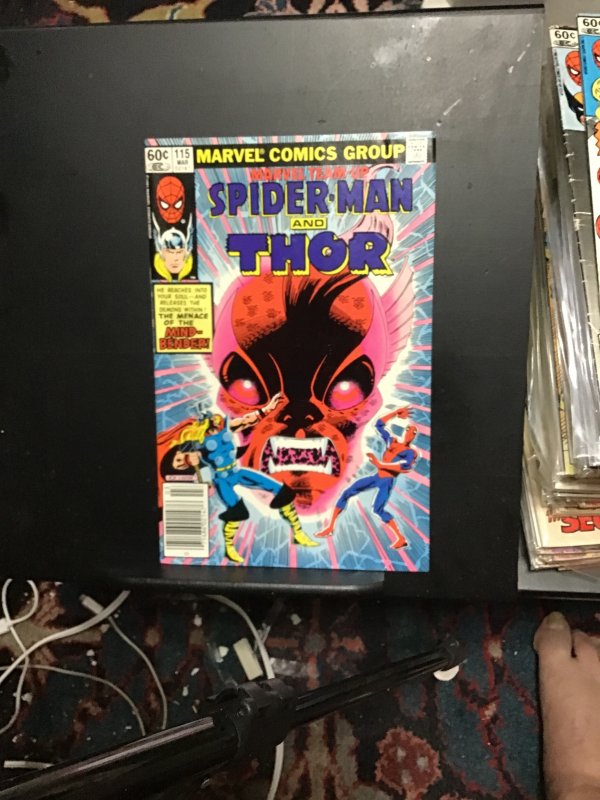 60¢ 115 MARVEL® COMICS GROUP
MAR
MARVEL TEAM-UP
SPIDER-MAN
AND
THOR
HE REACHES INTO
YOUR SOUL--AND
RELEASES THE
DEMONS WITHIN!
THE MENACE
OF THE
MIND-
BENDER!
60¢
60¢
SEC